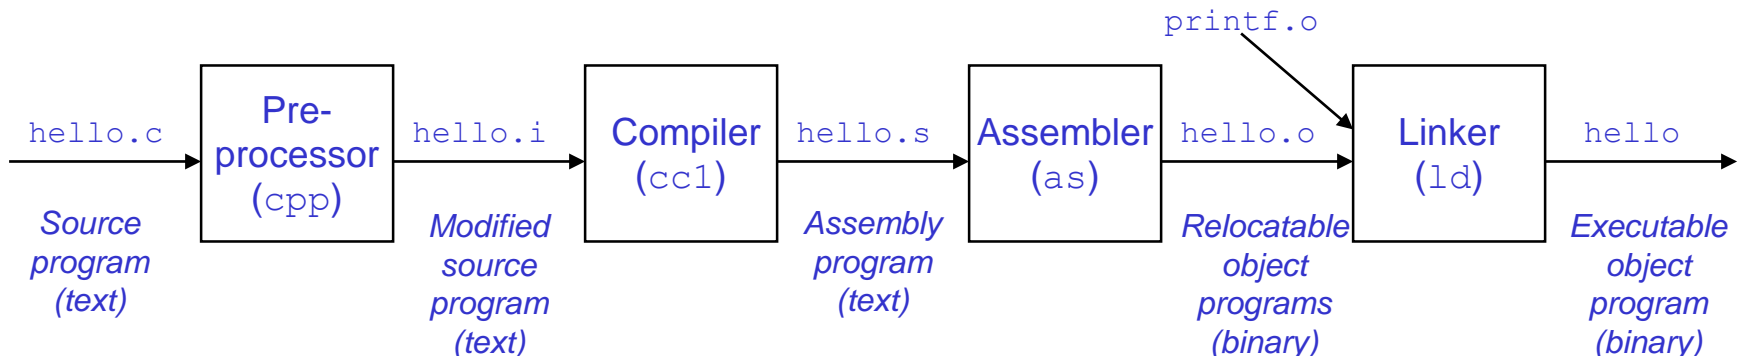 printf.o
hello.c
Pre-
processor
(cpp)
hello.i
Compiler
(cc1)
hello.s
Assembler
(as)
hello.o
Linker
(ld)
hello
Source
program
(text)
Modified
source
program
(text)
Assembly
program
(text)
Relocatable
object
programs
(binary)
Executable
object
program
(binary)